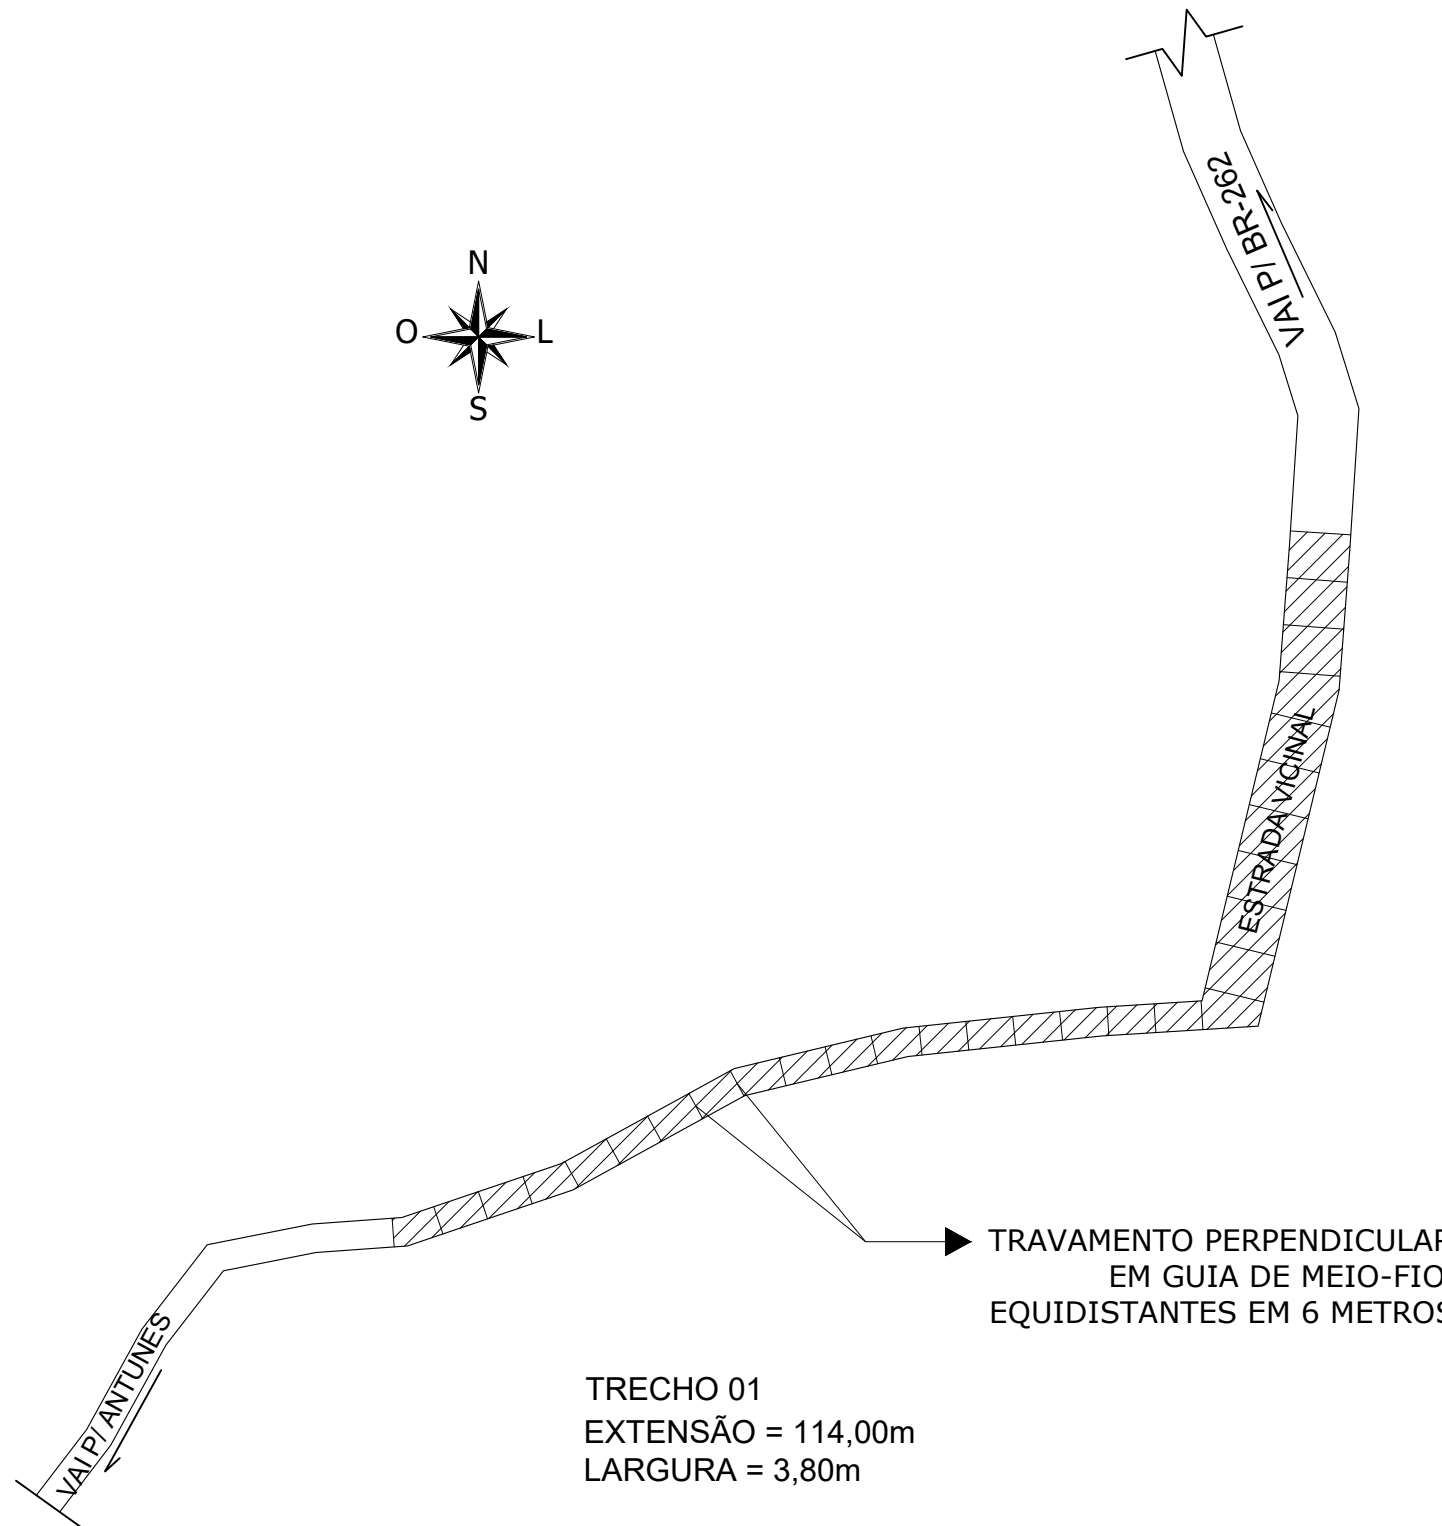 VAI P/ BR-262
N
O
L
S
ESTRADA VICINAL
TRAVAMENTO PERPENDICULAR
EM GUIA DE MEIO-FIO
EQUIDISTANTES EM 6 METROS
VAI P/ ANTUNES
TRECHO 01
EXTENSÃO = 114,00m
LARGURA = 3,80m